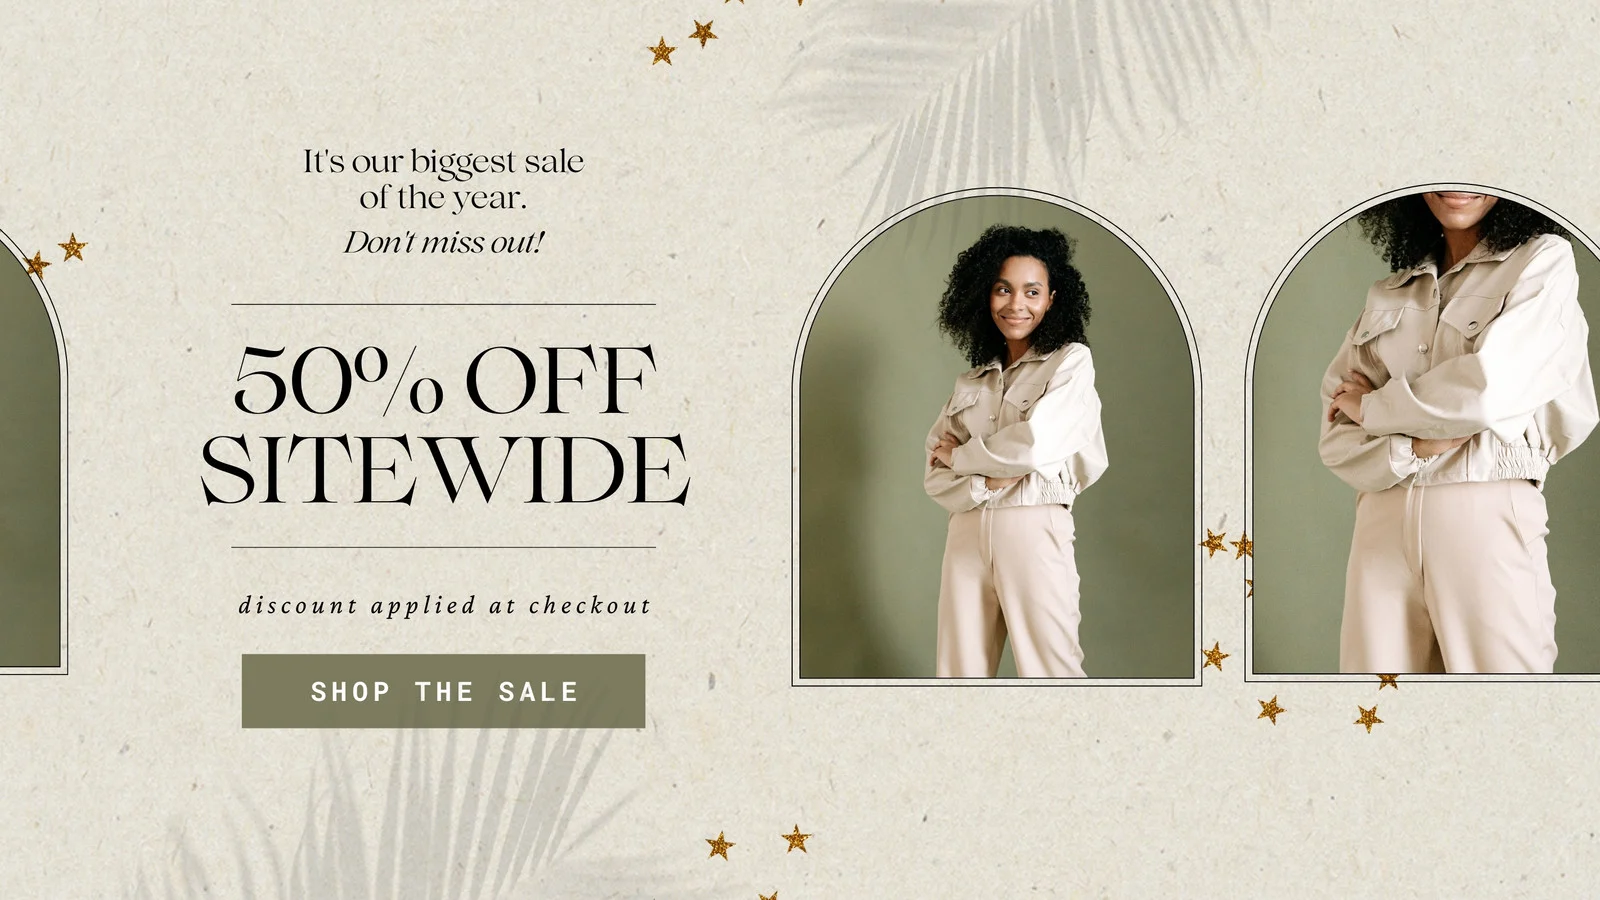 It's our biggest sale
of the year.
Don't miss out!
50% OFF
SITEWIDE
discount applied at checkout
SHOP THE SALE